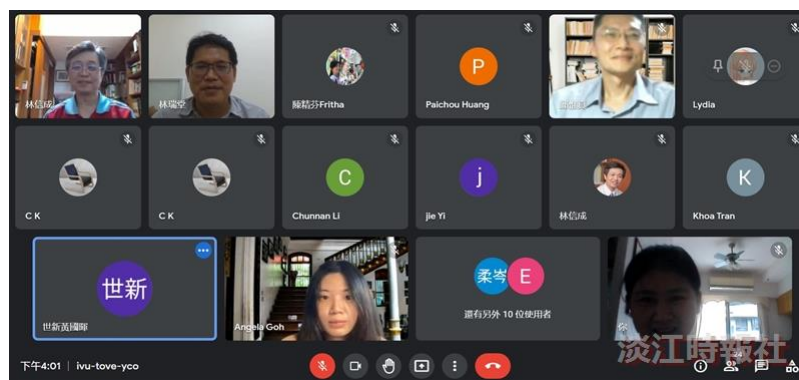 林信成
林瑞堂
陸精芬Fritha
P
Paichou Huang
Lydia
C K
C K
C
Chunnan Li
j
jie Yi
林信成
K
Khoa Tran
世新
世新黃國暉
Angela Goh
柔岑
E
還有另外 10 位使用者
你
下午4:01 | ivu-tove-yco
24
淡江時報社